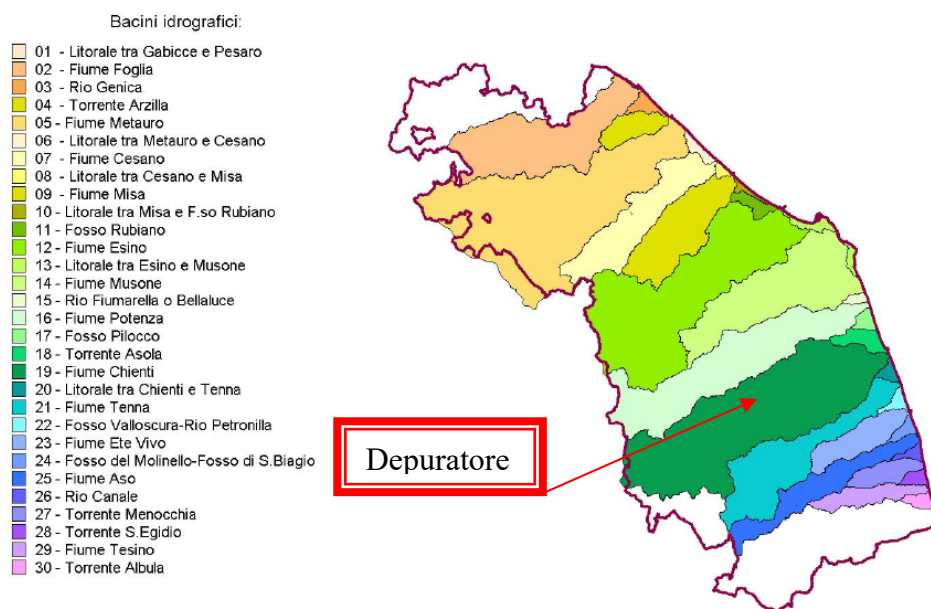 Bacini idrografici:
01 - Litorale tra Gabicce e Pesaro
02 - Fiume Foglia
03 - Rio Genica
04 - Torrente Arzilla
05 - Fiume Metauro
06 - Litorale tra Metauro e Cesano
07 - Fiume Cesano
08 - Litorale tra Cesano e Misa
09 - Fiume Misa
10 - Litorale tra Misa e F.so Rubiano
11 - Fosso Rubiano
12 - Fiume Esino
13 - Litorale tra Esino e Musone
14 - Fiume Musone
15 - Rio Fiumarella o Bellaluce
16 - Fiume Potenza
17 - Fosso Pilocco
18 - Torrente Asola
19 - Fiume Chienti
20 - Litorale tra Chienti e Tenna
21 - Fiume Tenna
22 - Fosso Valloscura-Rio Petronilla
23 - Fiume Ete Vivo
24 - Fosso del Molinello-Fosso di S.Biagio
25 - Fiume Aso
26 - Rio Canale
27 - Torrente Menocchia
28 - Torrente S.Egidio
29 - Fiume Tesino
30 - Torrente Albula
Depuratore